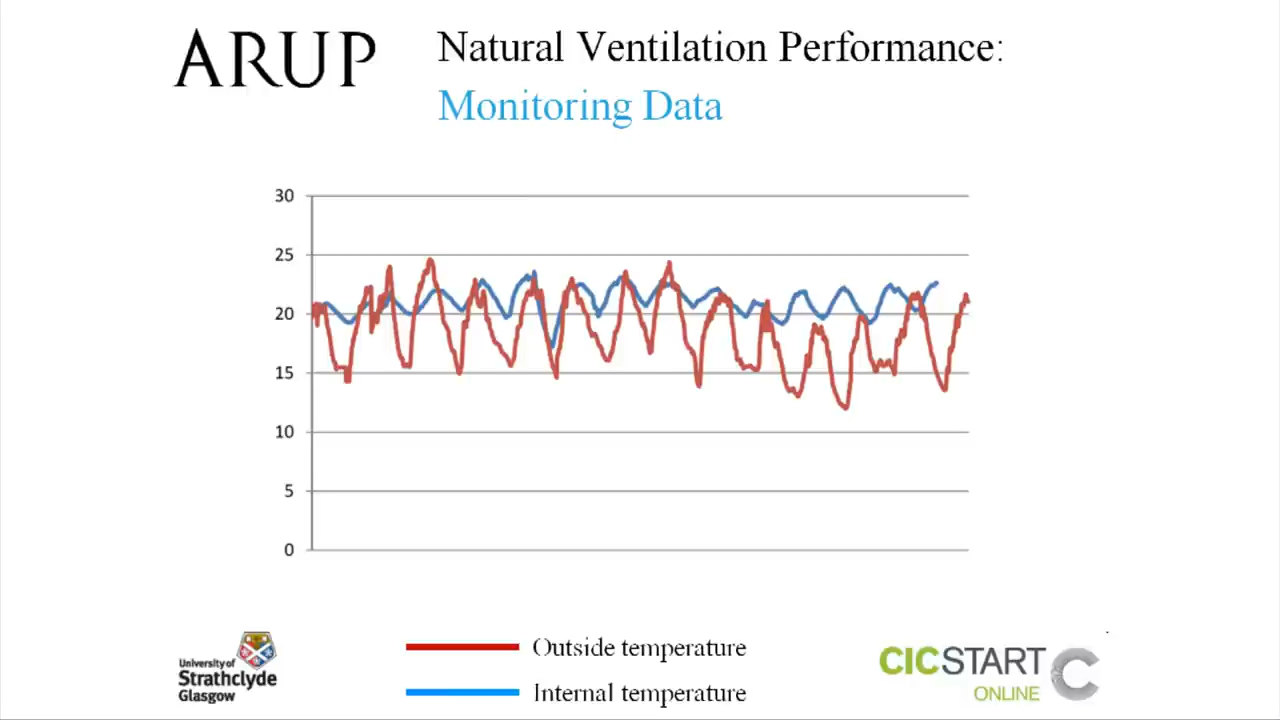 ARUP
Natural Ventilation Performance:
Monitoring Data
30
25
20
15
10
5
0
Outside temperature
Internal temperature
University of
Strathclyde
Glasgow
CICSTART
ONLINE